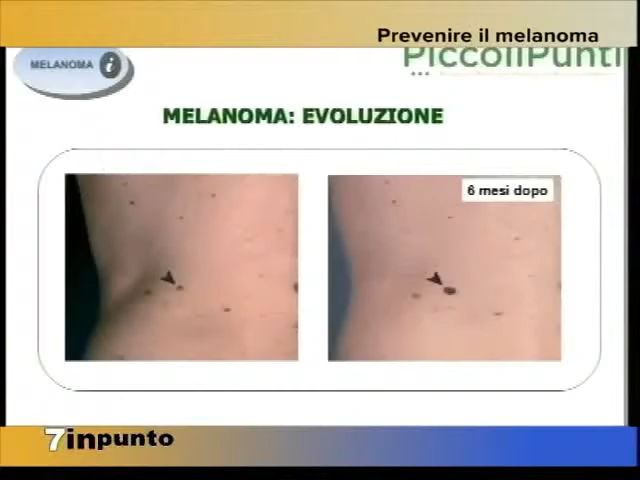 Prevenire il melanoma
PiccoliPunti
MELANOMA i
MELANOMA: EVOLUZIONE
6 mesi dopo
7inpunto